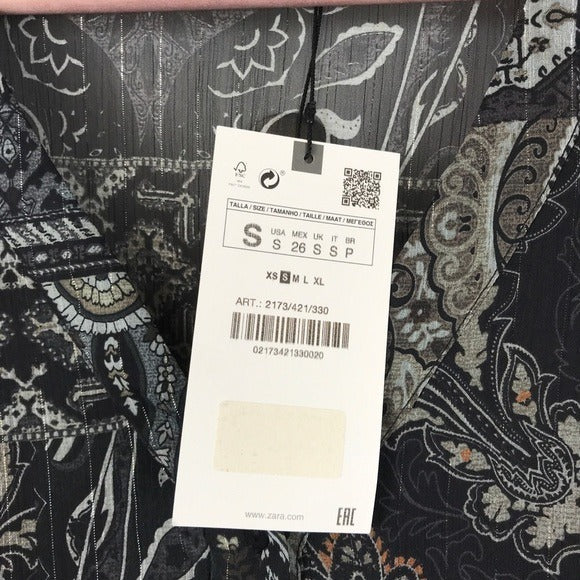 FSC
TALLA / SIZE / TAMANHO / TAILLE / MAAT / ΜΕΓΕΘΟΣ
S
USA MEX UK IT BR
S 26 S S P
XS S M L XL
ART.: 2173/421/330
02173421330020
www.zara.com
EAC